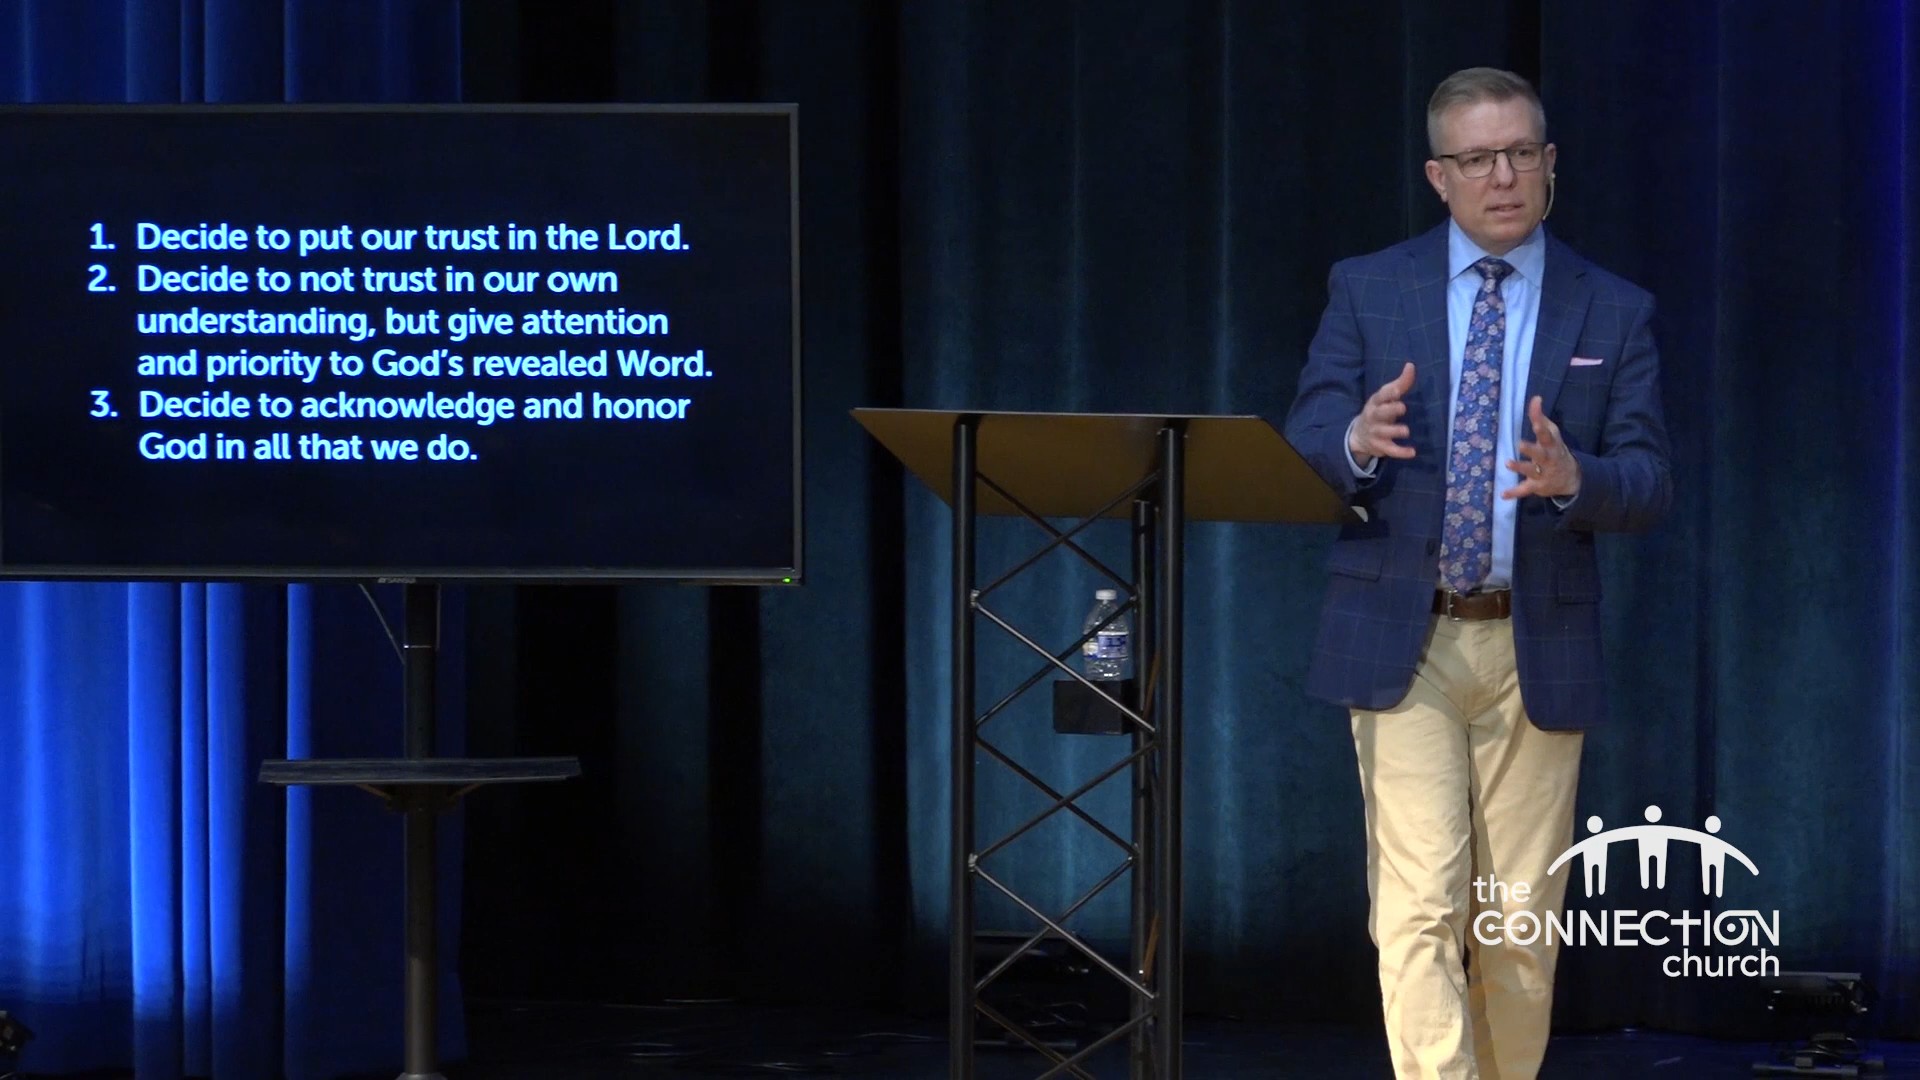 1. Decide to put our trust in the Lord.
2. Decide to not trust in our own
understanding, but give attention
and priority to God's revealed Word.
3. Decide to acknowledge and honor
God in all that we do.
SANSUI
the
CONNECTION
church